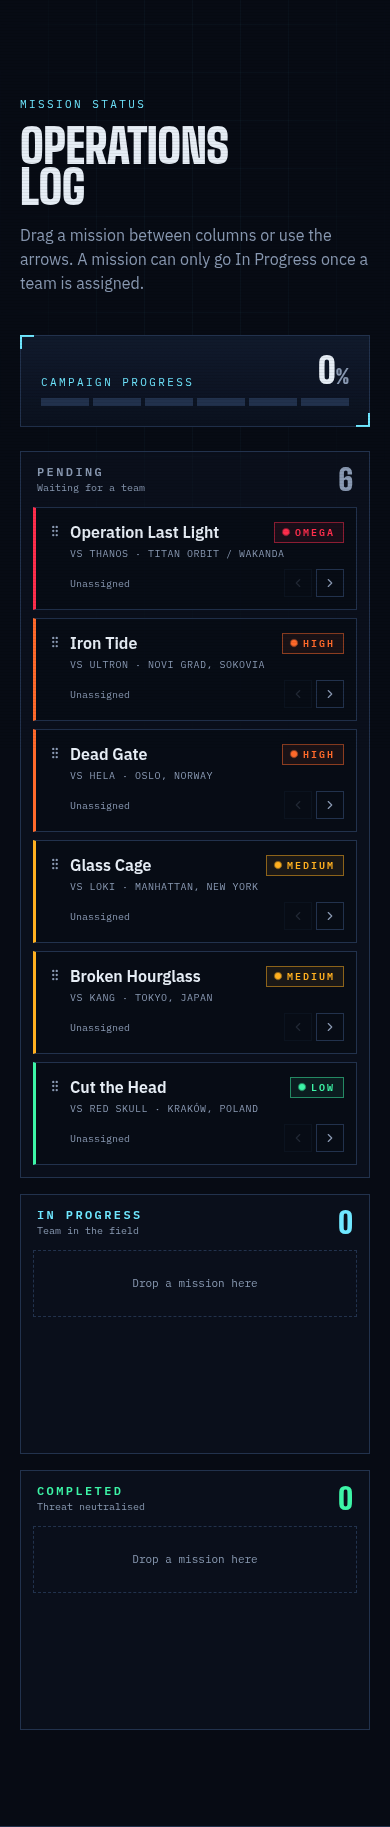 MISSION STATUS
OPERATIONS
LOG
Drag a mission between columns or use the
arrows. A mission can only go In Progress once a
team is assigned.
CAMPAIGN PROGRESS
0%
PENDING
6
Waiting for a team
Operation Last Light
OMEGA
VS THANOS · TITAN ORBIT / WAKANDA
Unassigned
Iron Tide
HIGH
VS ULTRON · NOVI GRAD, SOKOVIA
Unassigned
Dead Gate
HIGH
VS HELA · OSLO, NORWAY
Unassigned
Glass Cage
MEDIUM
VS LOKI · MANHATTAN, NEW YORK
Unassigned
Broken Hourglass
MEDIUM
VS KANG · TOKYO, JAPAN
Unassigned
Cut the Head
LOW
VS RED SKULL · KRAKÓW, POLAND
Unassigned
IN PROGRESS
0
Team in the field
Drop a mission here
COMPLETED
0
Threat neutralised
Drop a mission here